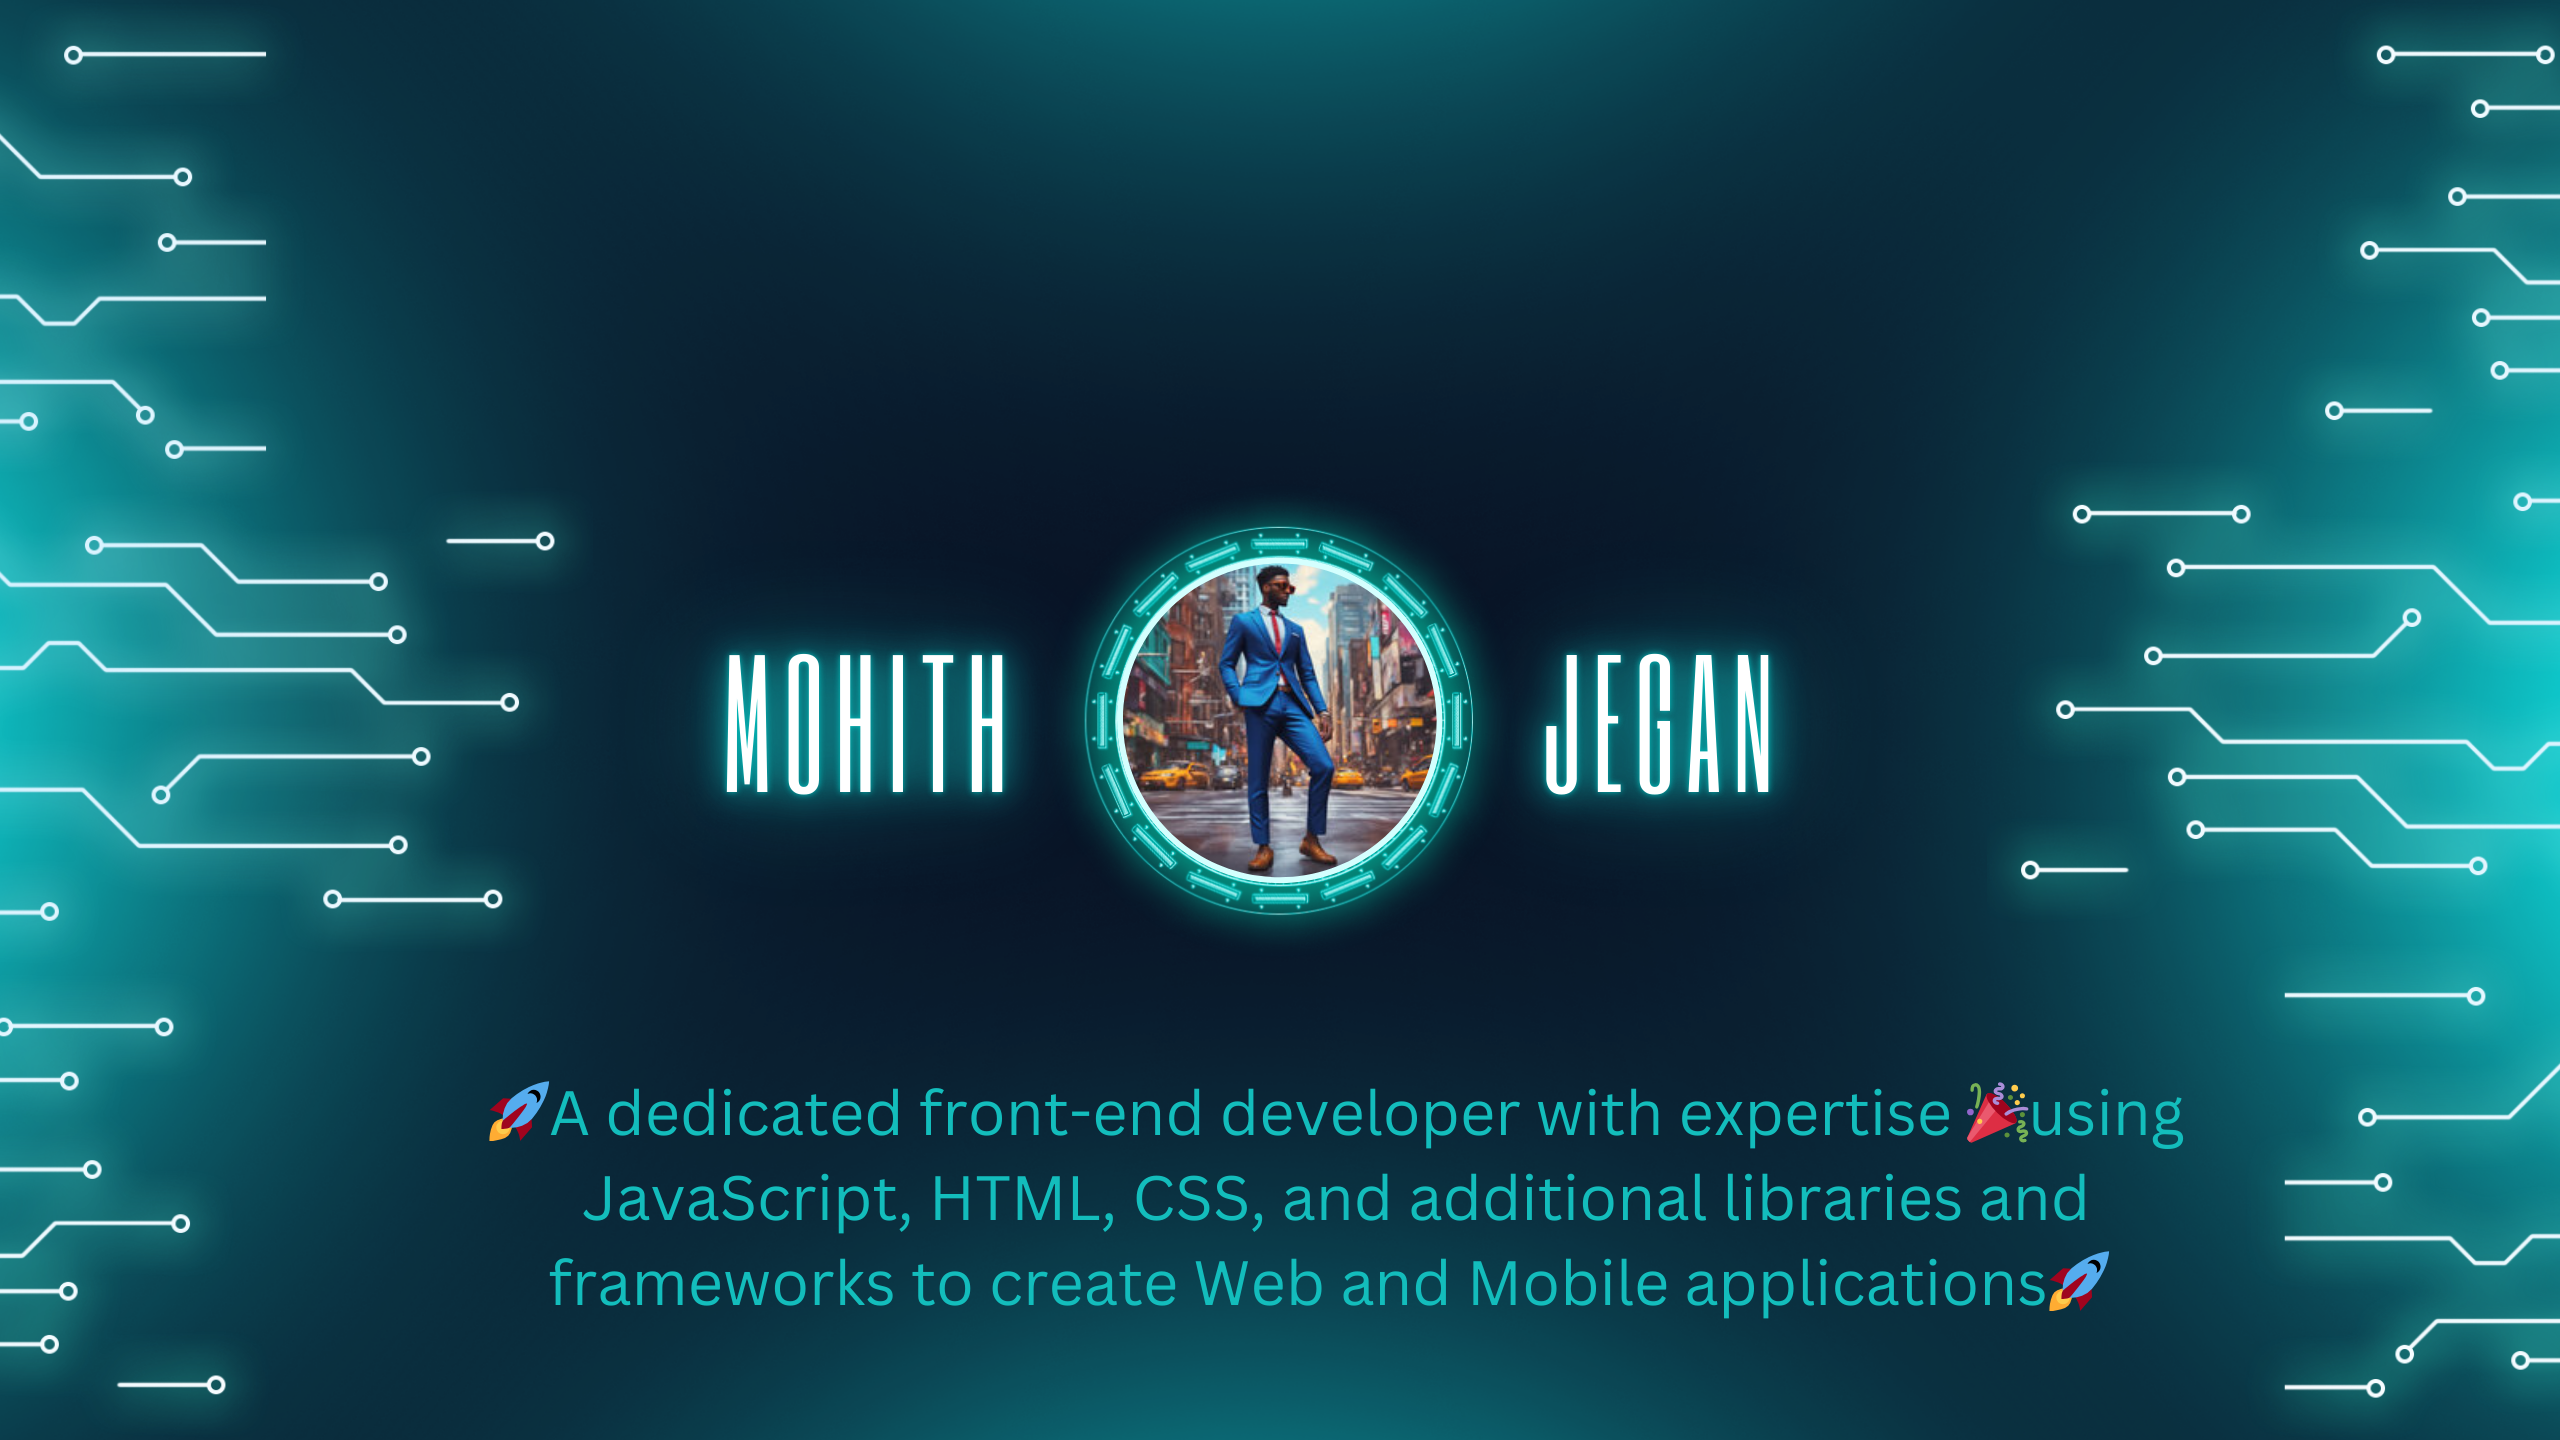 MOHITH JEGAN
🚀A dedicated front-end developer with expertise 🎉using
JavaScript, HTML, CSS, and additional libraries and
frameworks to create Web and Mobile applications🚀